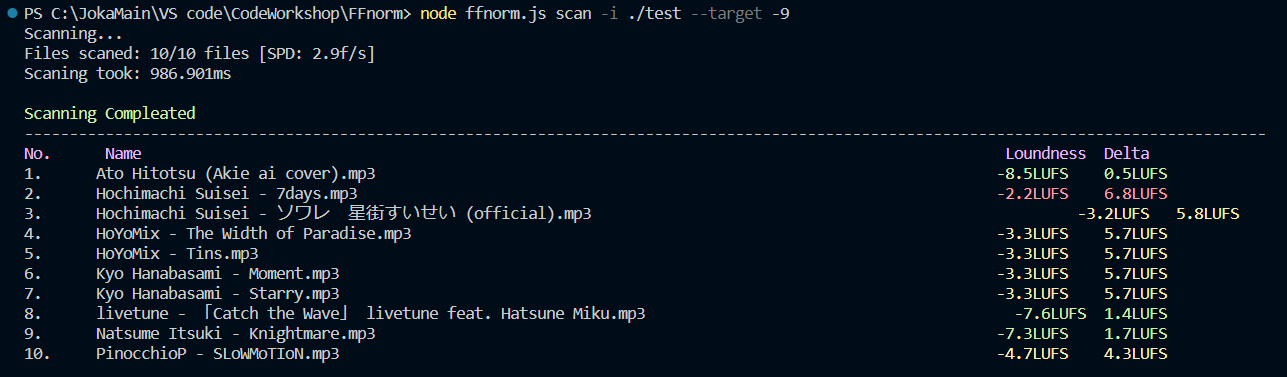 PS C:\JokaMain\VS code\CodeWorkshop\FFnorm> node ffnorm.js scan -i ./test --target -9
Scanning...
Files scaned: 10/10 files [SPD: 2.9f/s]
Scaning took: 986.901ms
Scanning Compleated
-----------------------------------------------------------------------------------------------------------------------------------------
No. Name Loundness Delta
1. Ato Hitotsu (Akie ai cover).mp3 -8.5LUFS 0.5LUFS
2. Hochimachi Suisei - 7days.mp3 -2.2LUFS 6.8LUFS
3. Hochimachi Suisei - ソワレ　星街すいせい (official).mp3 -3.2LUFS 5.8LUFS
4. HoYoMix - The Width of Paradise.mp3 -3.3LUFS 5.7LUFS
5. HoYoMix - Tins.mp3 -3.3LUFS 5.7LUFS
6. Kyo Hanabasami - Moment.mp3 -3.3LUFS 5.7LUFS
7. Kyo Hanabasami - Starry.mp3 -3.3LUFS 5.7LUFS
8. livetune - 「Catch the Wave」 livetune feat. Hatsune Miku.mp3 -7.6LUFS 1.4LUFS
9. Natsume Itsuki - Knightmare.mp3 -7.3LUFS 1.7LUFS
10. PinocchioP - SLoWMoTIoN.mp3 -4.7LUFS 4.3LUFS